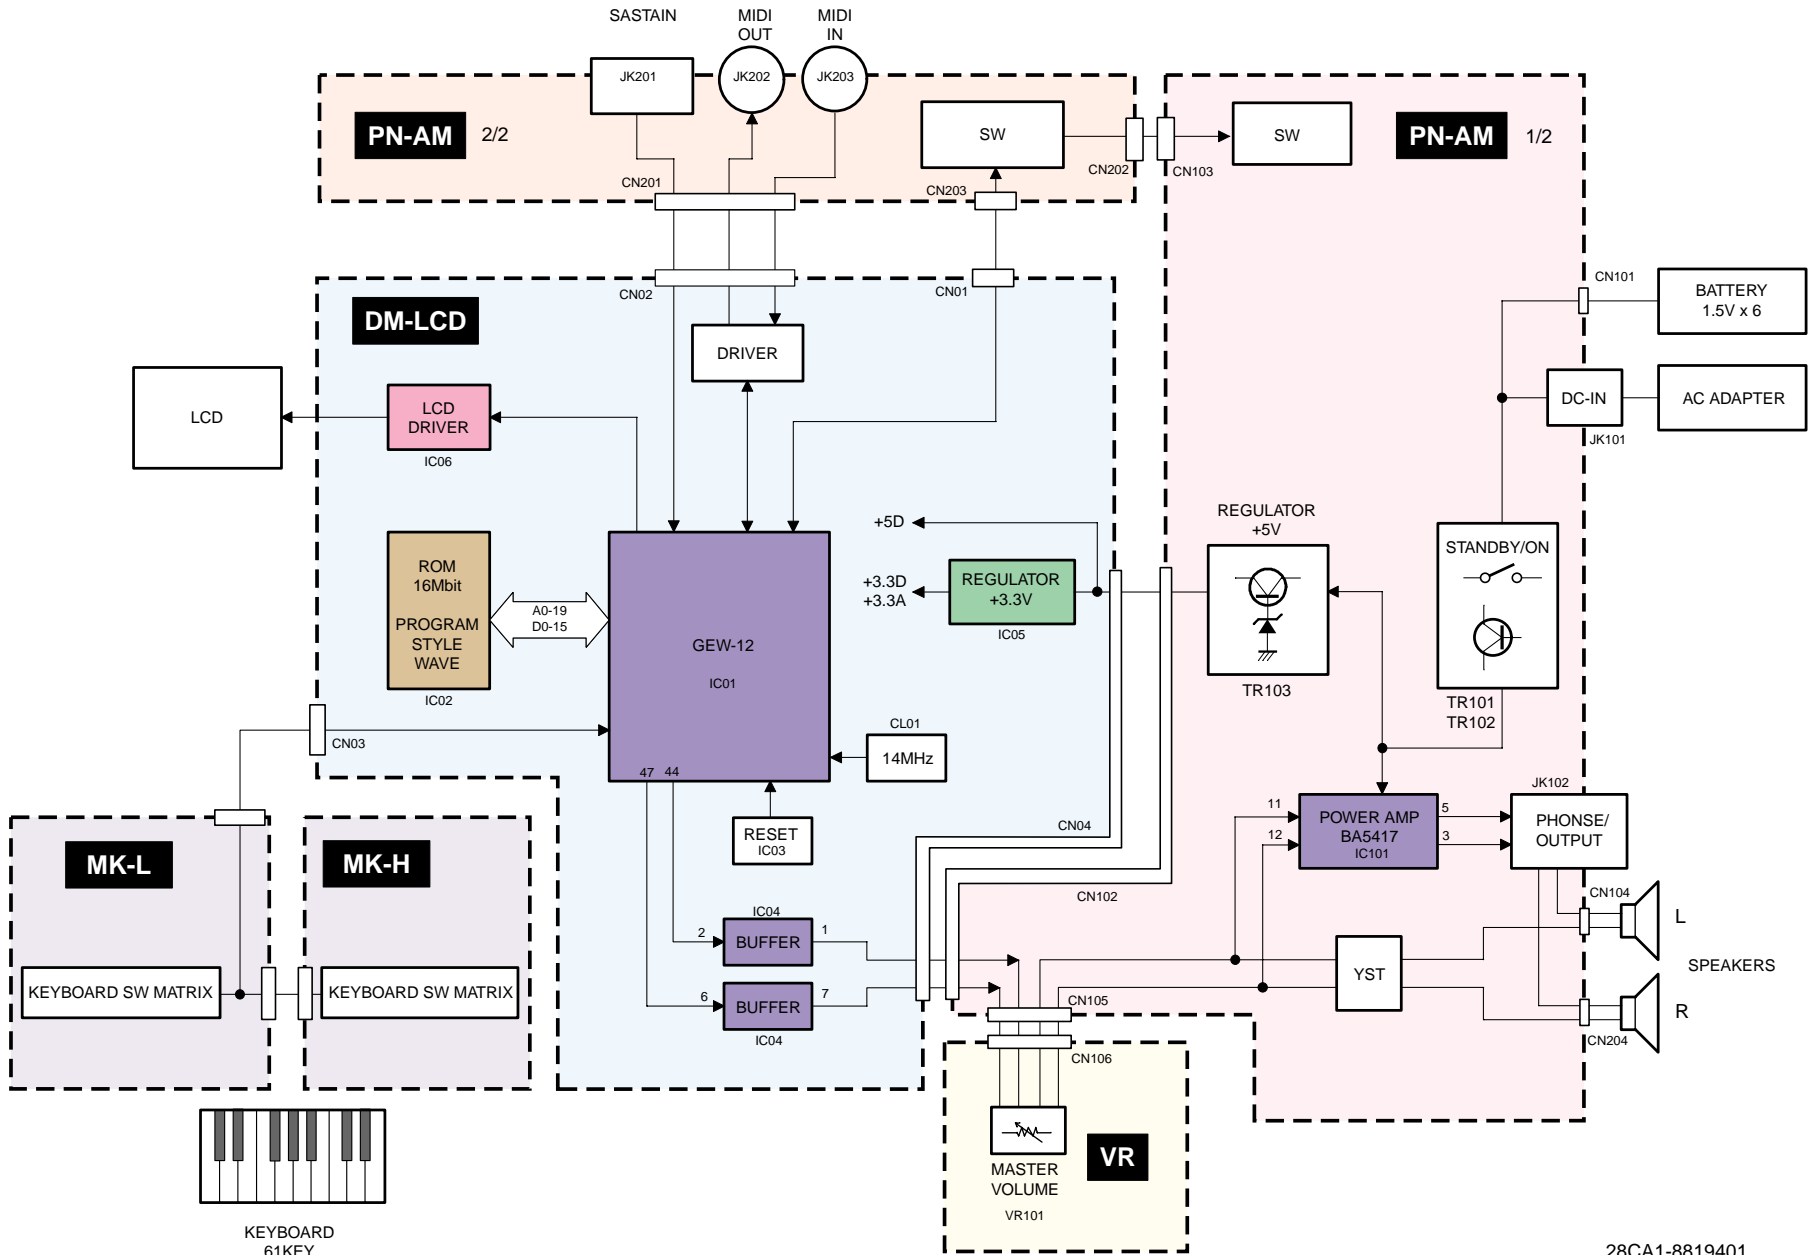 SASTAIN
MIDI
OUT
MIDI
IN
JK201
JK202
JK203
PN-AM 2/2
SW
SW
PN-AM 1/2
CN201
CN203
CN202
CN103
CN02
CN01
CN101
BATTERY
1.5V x 6
DM-LCD
DRIVER
LCD
LCD
DRIVER
IC06
DC-IN
AC ADAPTER
JK101
ROM
16Mbit
PROGRAM
STYLE
WAVE
IC02
A0-19
D0-15
GEW-12
IC01
+5D
+3.3D
+3.3A
REGULATOR
+3.3V
IC05
REGULATOR
+5V
TR103
STANDBY/ON
TR101
TR102
CN03
CL01
14MHz
47 44
RESET
IC03
CN04
CN102
11
12
POWER AMP
BA5417
IC101
5
3
JK102
PHONSE/
OUTPUT
MK-L
MK-H
KEYBOARD SW MATRIX
KEYBOARD SW MATRIX
IC04
2
BUFFER
1
6
BUFFER
7
IC04
YST
CN104
L
SPEAKERS
R
CN204
CN105
CN106
MASTER
VOLUME
VR101
VR
KEYBOARD
61KEY
28CA1-8819401